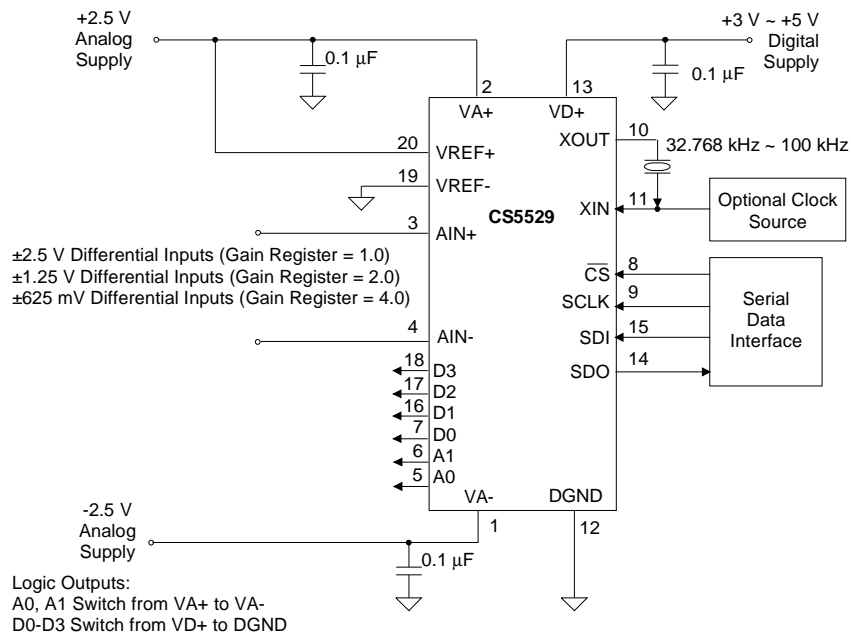 +2.5 V
Analog
Supply
0.1 µF
+3 V ~ +5 V
Digital
Supply
0.1 µF
2
13
VA+
VD+
XOUT
10
32.768 kHz ~ 100 kHz
20
VREF+
19
VREF-
CS5529
XIN
11
Optional Clock
Source
3
AIN+
±2.5 V Differential Inputs (Gain Register = 1.0)
±1.25 V Differential Inputs (Gain Register = 2.0)
±625 mV Differential Inputs (Gain Register = 4.0)
CS
8
SCLK
9
SDI
15
SDO
14
Serial
Data
Interface
4
AIN-
18
D3
17
D2
16
D1
7
D0
6
A1
5
A0
VA-
DGND
1
12
-2.5 V
Analog
Supply
0.1 µF
Logic Outputs:
A0, A1 Switch from VA+ to VA-
D0-D3 Switch from VD+ to DGND